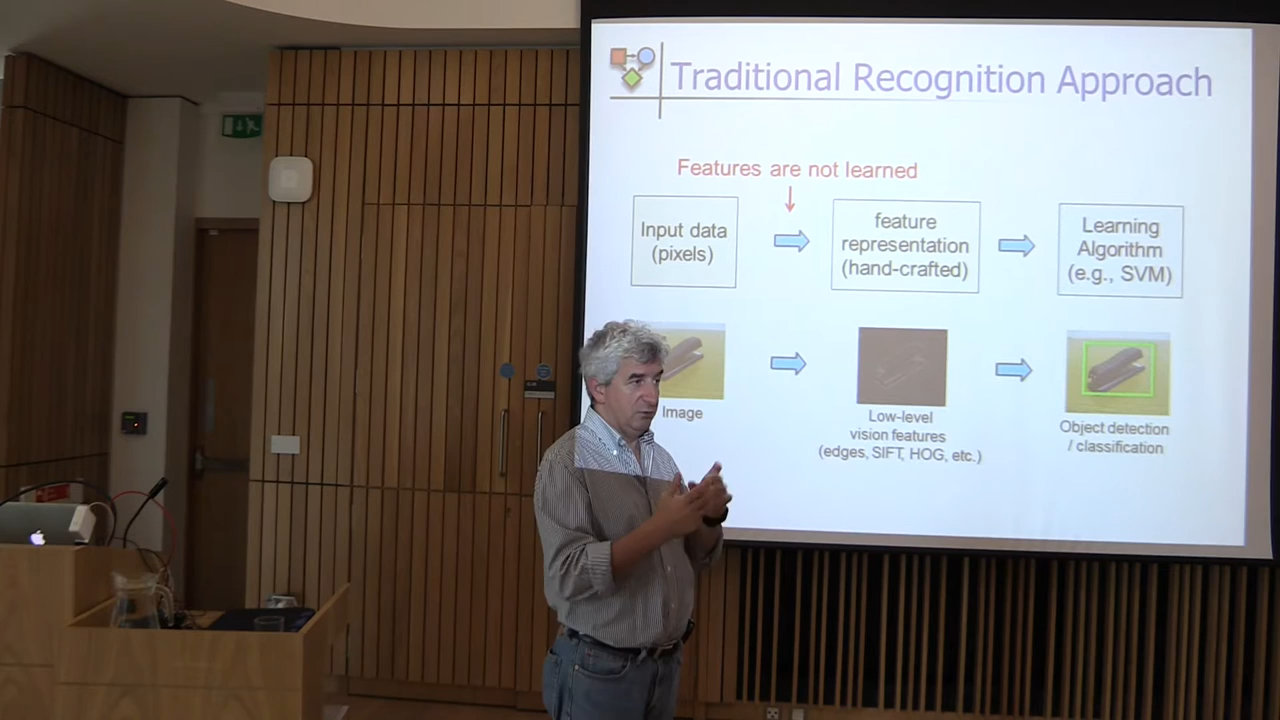 Traditional Recognition Approach
Features are not learned
Input data
(pixels)
feature
representation
(hand-crafted)
Learning
Algorithm
(e.g., SVM)
Image
Low-level
vision features
(edges, SIFT, HOG, etc.)
Object detection
/ classification